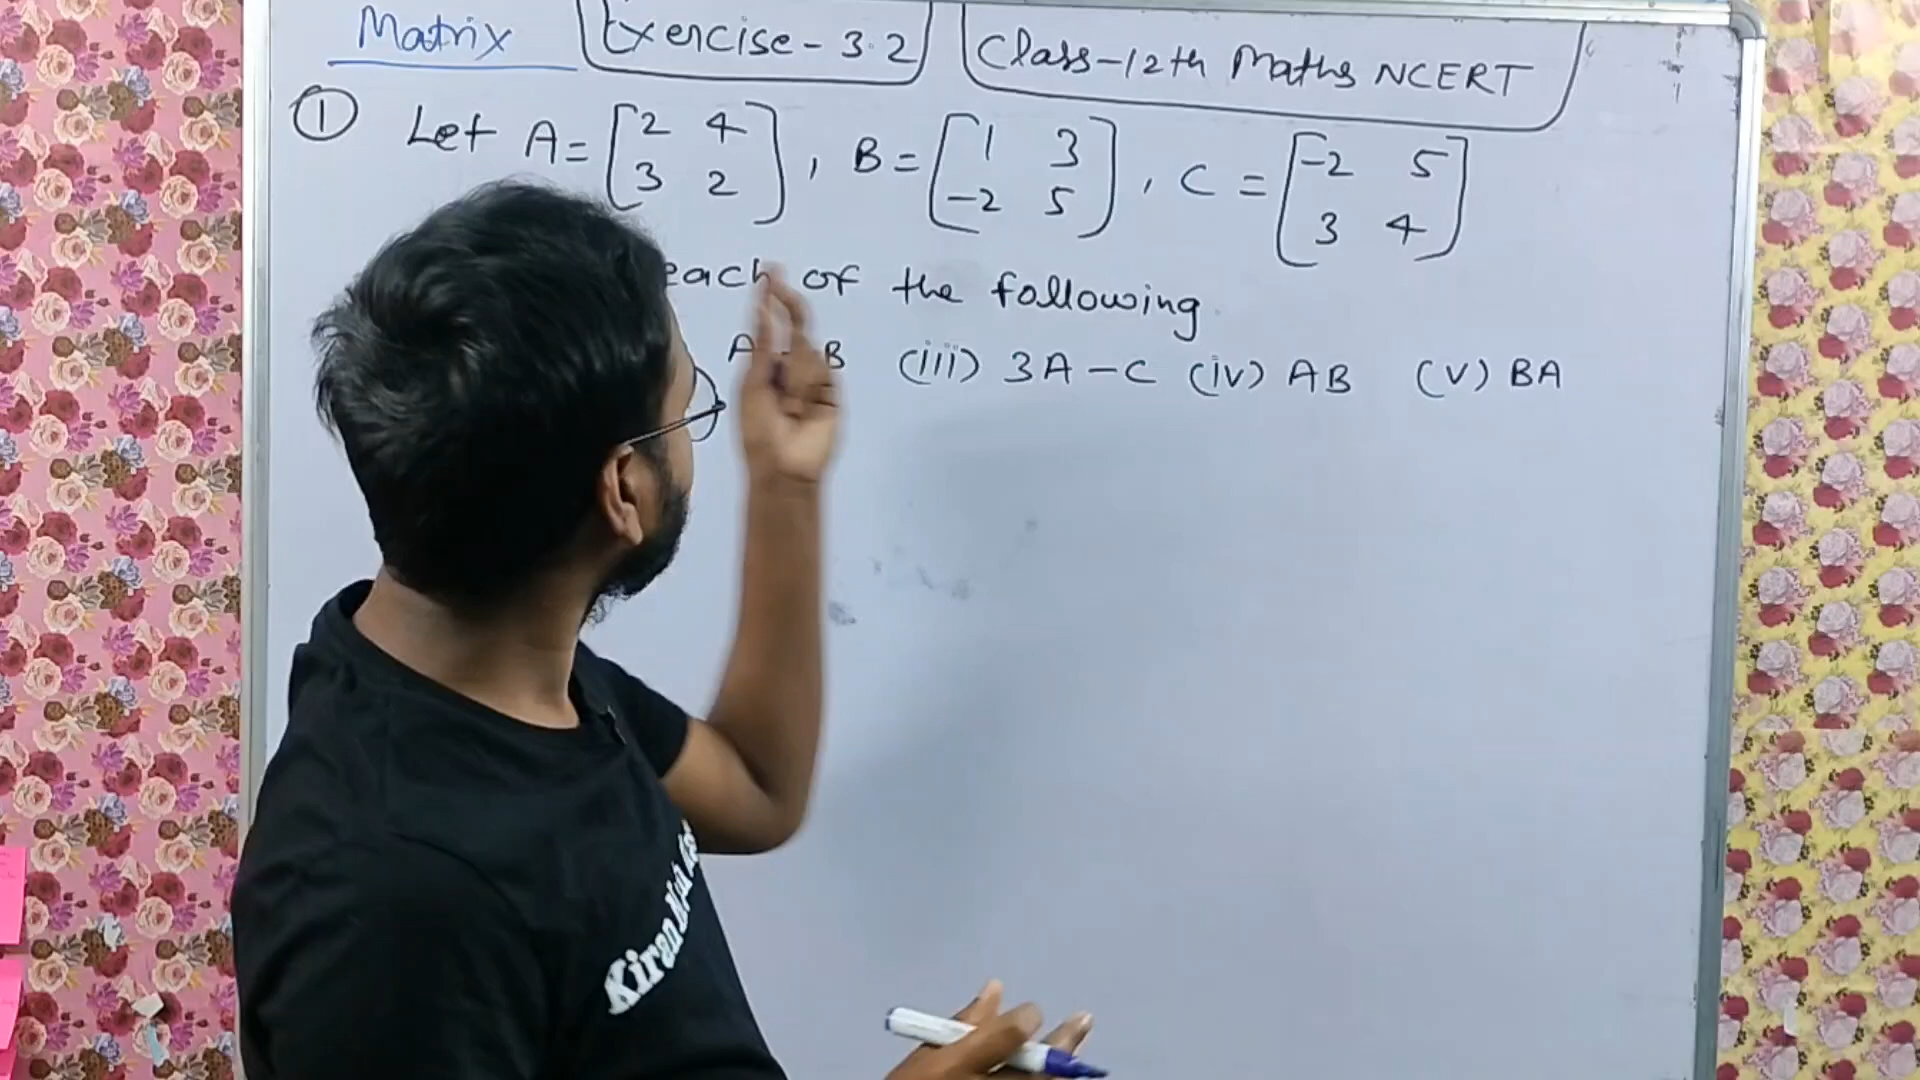 Matrix Exercise-3.2 Class-12th Maths NCERT
① Let A = [2 4 3 2], B = [1 3 -2 5], C = [-2 5 3 4]
each of the following
A - B (iii) 3A - C (iv) AB (v) BA
Kiran